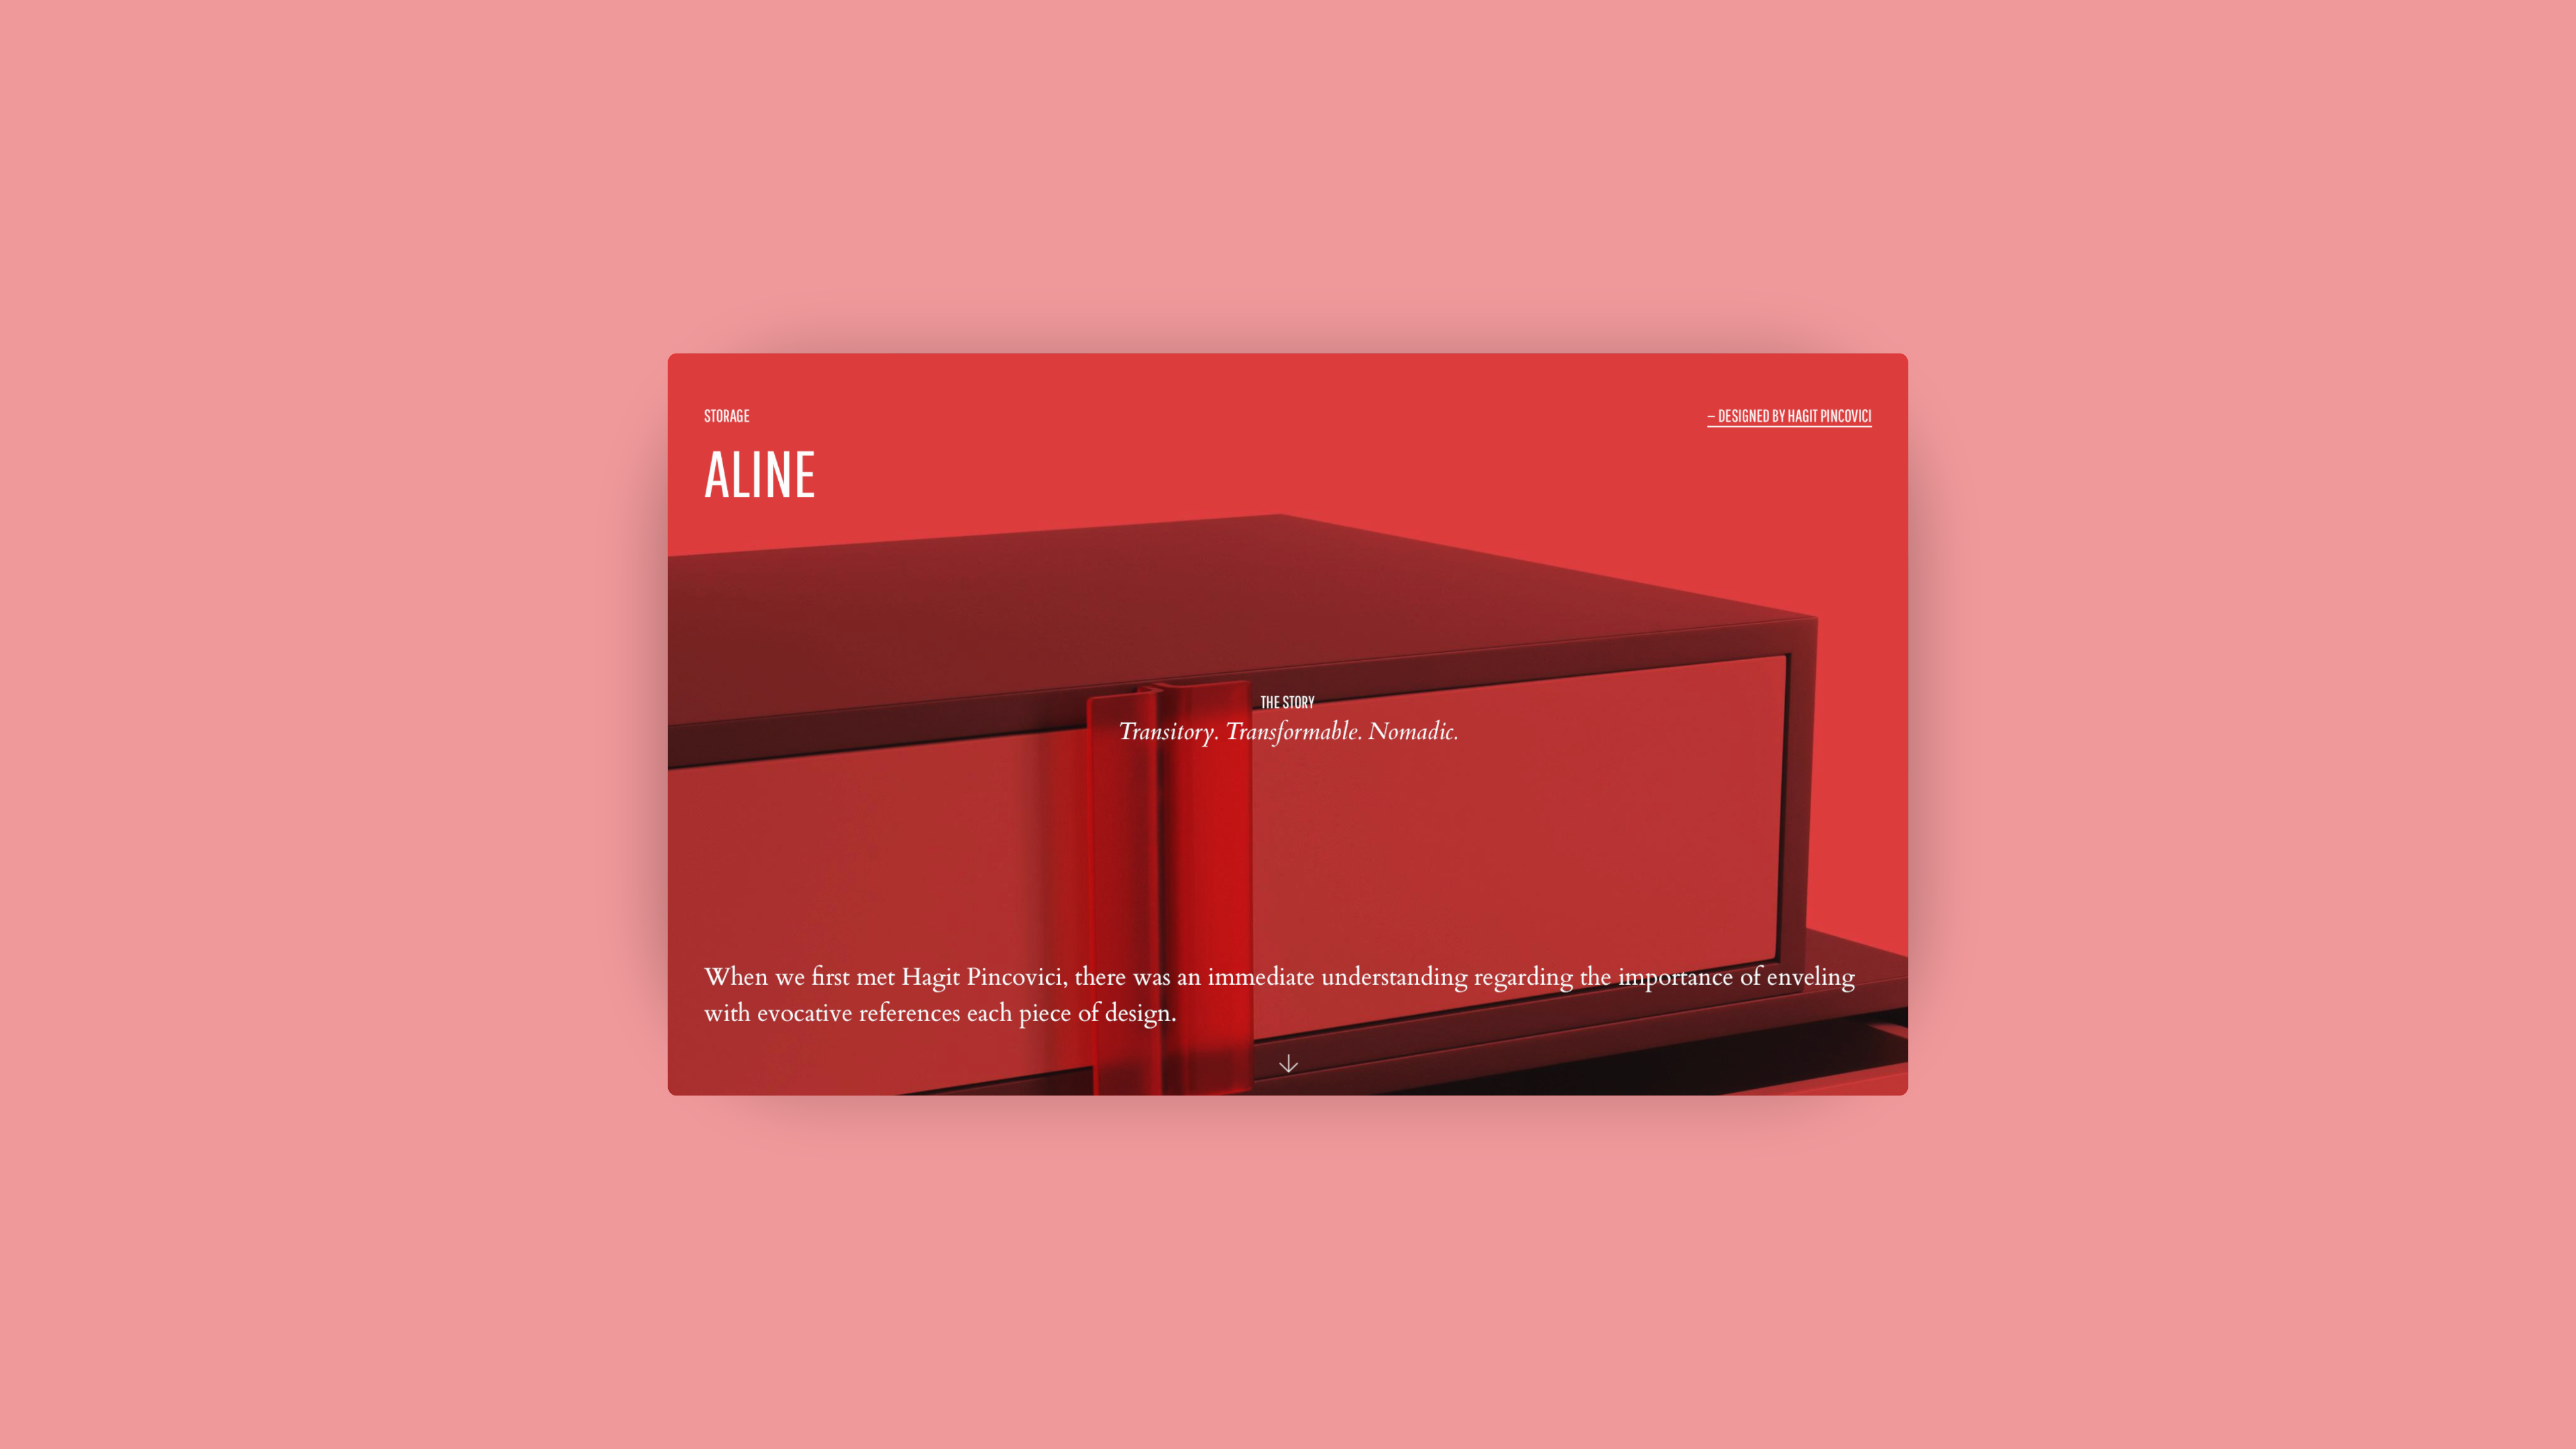 STORAGE
– DESIGNED BY HAGIT PINCOVICI
ALINE
THE STORY
Transitory. Transformable. Nomadic.
When we first met Hagit Pincovici, there was an immediate understanding regarding the importance of enveling
with evocative references each piece of design.